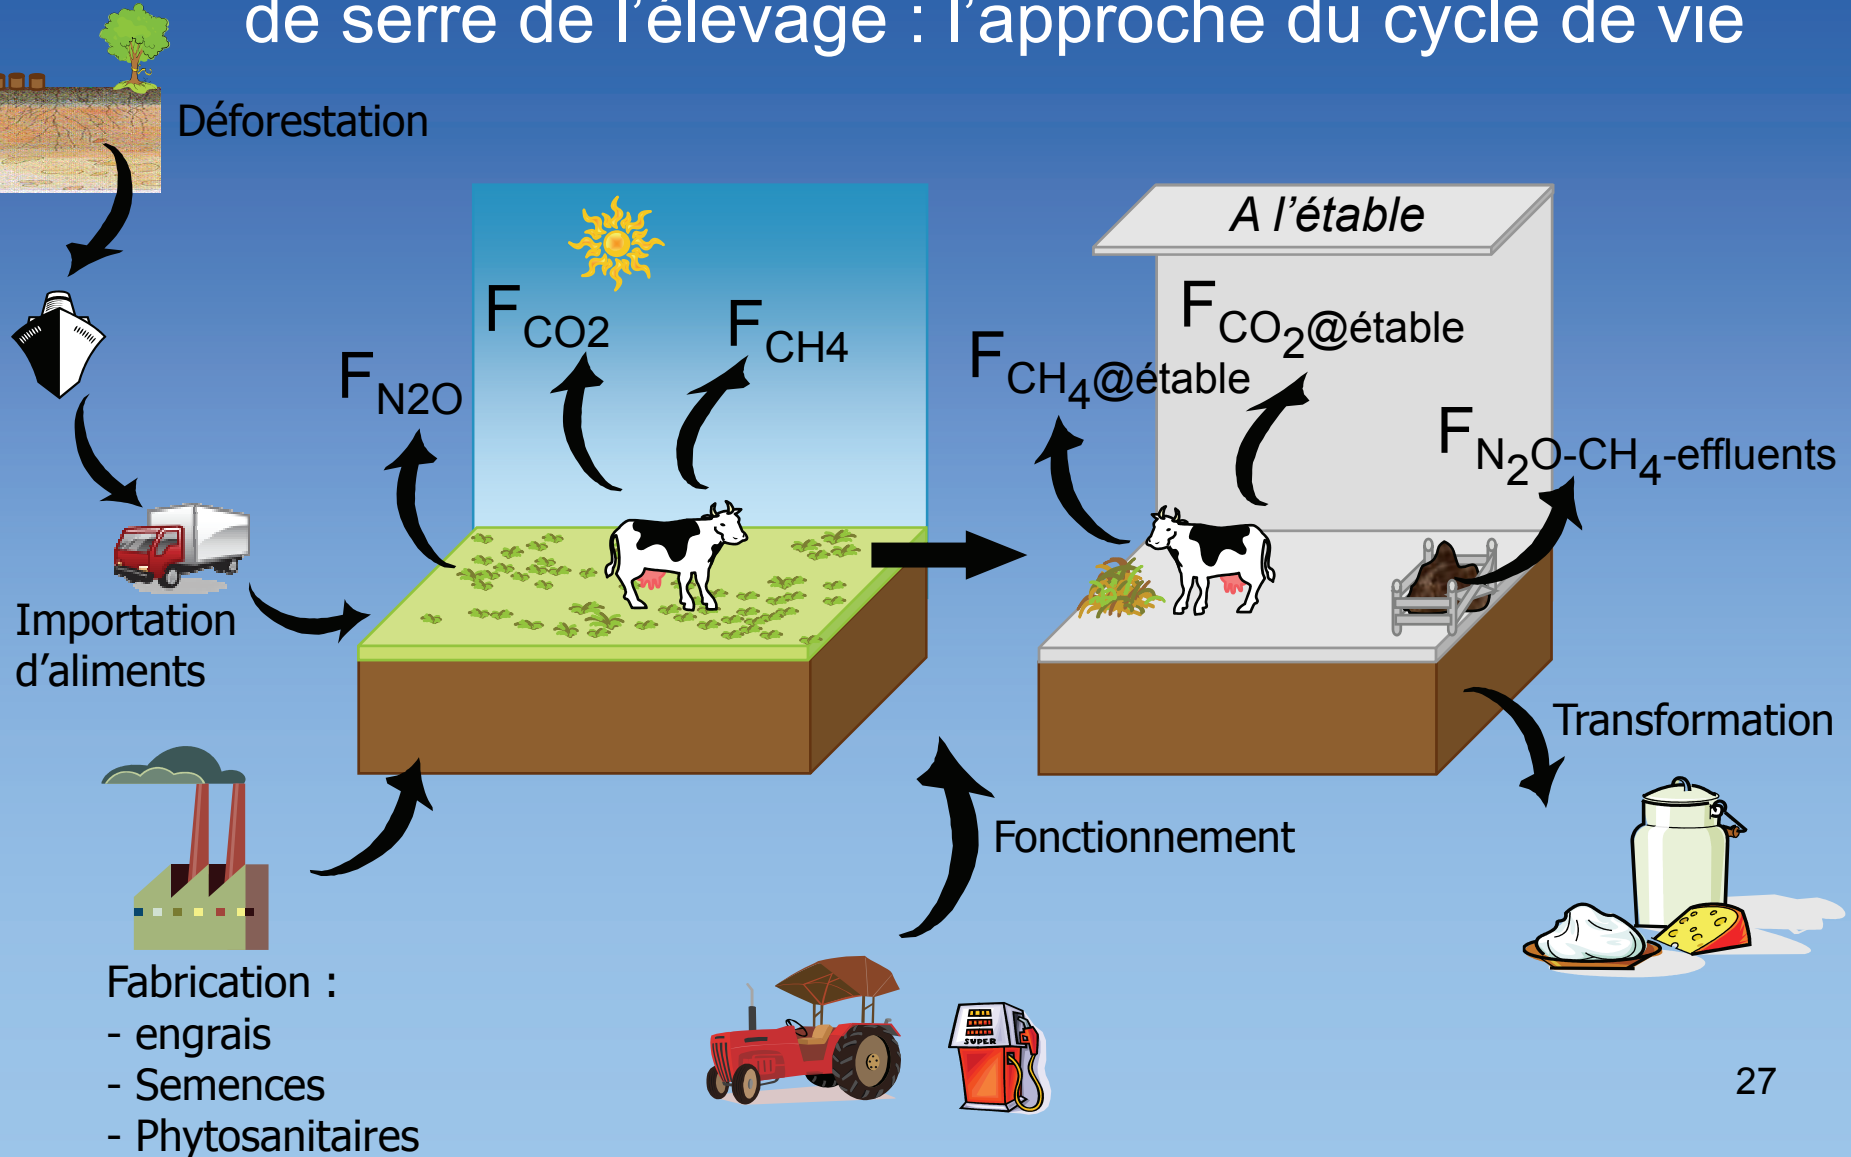 de serre de l'élevage : l'approche du cycle de vie
Déforestation
A l'étable
F CO2
F CH4
F N2O
F CH4@étable
F CO2@étable
F N2O-CH4-effluents
Importation
d'aliments
Transformation
Fonctionnement
Fabrication :
- engrais
- Semences
- Phytosanitaires
SUPER
27